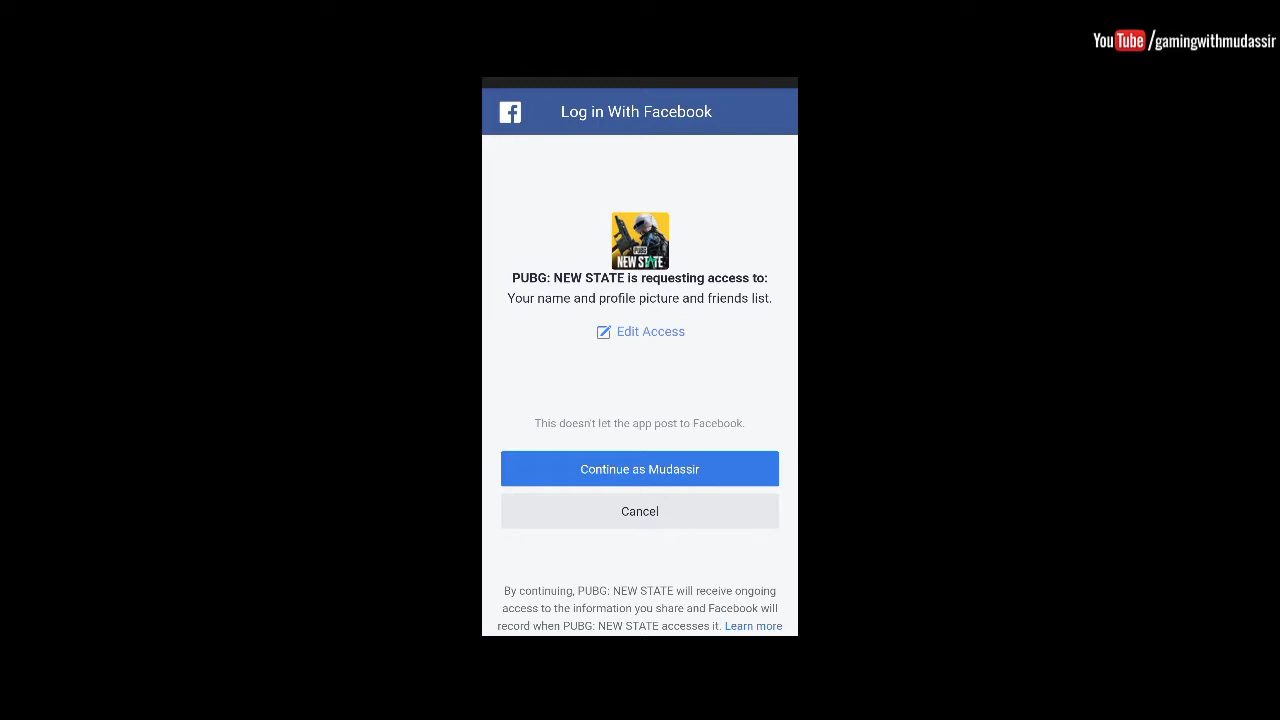 YouTube/gamingwithmudassir
Log in With Facebook
PUBG
NEW STATE
PUBG: NEW STATE is requesting access to:
Your name and profile picture and friends list.
Edit Access
This doesn't let the app post to Facebook.
Continue as Mudassir
Cancel
By continuing, PUBG: NEW STATE will receive ongoing
access to the information you share and Facebook will
record when PUBG: NEW STATE accesses it. Learn more